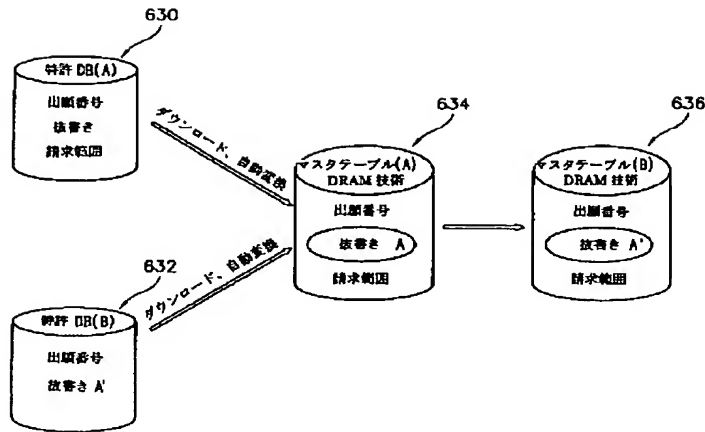 630
特許 DB(A)
出願番号
抜書き
請求範囲
ダウンロード、自動変換
632
特許 DB(B)
出願番号
抜書き A'
ダウンロード、自動変換
634
マスタテーブル(A)
DRAM 技術
出願番号
抜書き A
請求範囲
636
マスタテーブル(B)
DRAM 技術
出願番号
抜書き A'
請求範囲